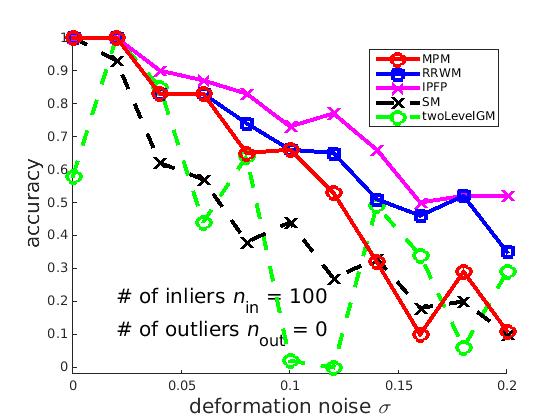 1
0.9
0.8
0.7
0.6
0.5
0.4
0.3
0.2
0.1
0
accuracy
MPM
RRWM
IPFP
SM
twoLevelGM
# of inliers n_in = 100
# of outliers n_out = 0
0 0.05 0.1 0.15 0.2
deformation noise σ